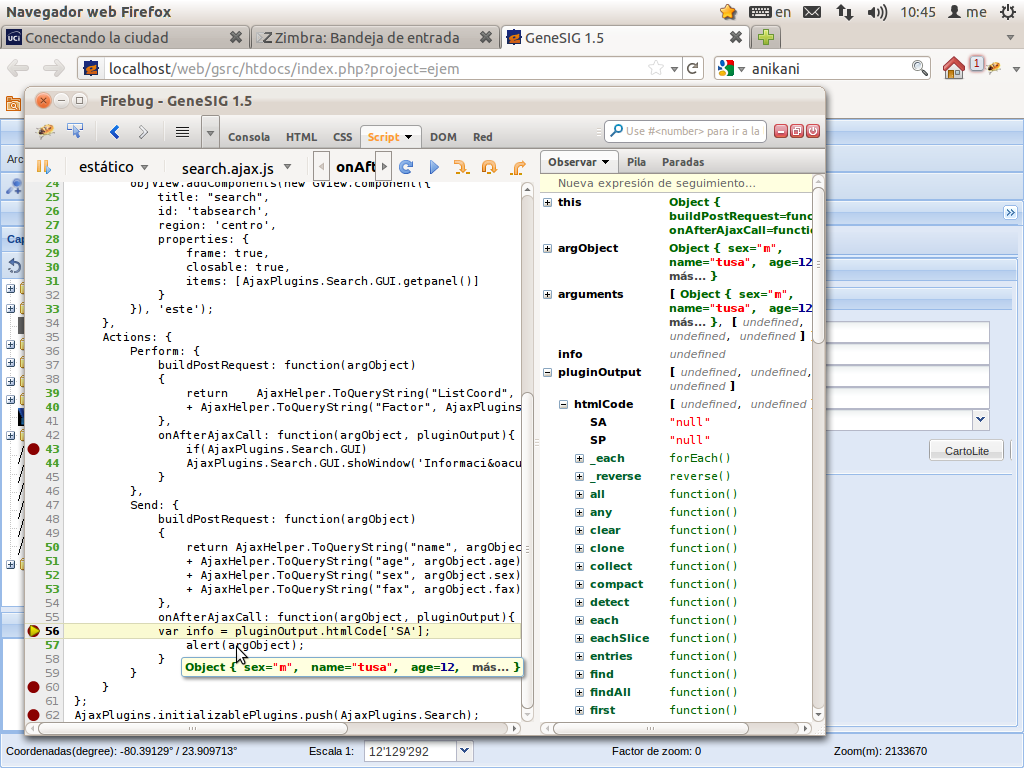 Navegador web Firefox
en
10:45
me
Conectando la ciudad
Zimbra: Bandeja de entrada
GeneSIG 1.5
localhost/web/gsrc/htdocs/index.php?project=ejem
anikani
1
Firebug - GeneSIG 1.5
Consola HTML CSS Script DOM Red
Use #<number> para ir a la
estático
search.ajax.js
onAft
Observar Pila Paradas
24 objView.addComponents(new GView.component({
25 title: "search",
26 id: 'tabsearch',
27 region: 'centro',
28 properties: {
29 frame: true,
30 closable: true,
31 items: [AjaxPlugins.Search.GUI.getpanel()]
32 }
33 }), 'este');
34 },
35 Actions: {
36 Perform: {
37 buildPostRequest: function(argObject)
38 {
39 return AjaxHelper.ToQueryString("ListCoord",
40 + AjaxHelper.ToQueryString("Factor", AjaxPlugins
41 },
42 onAfterAjaxCall: function(argObject, pluginOutput){
43 if(AjaxPlugins.Search.GUI)
44 AjaxPlugins.Search.GUI.shoWindow('Informaci&oacu
45 }
46 },
47 Send: {
48 buildPostRequest: function(argObject)
49 {
50 return AjaxHelper.ToQueryString("name", argObjec
51 + AjaxHelper.ToQueryString("age", argObject.age)
52 + AjaxHelper.ToQueryString("sex", argObject.sex)
53 + AjaxHelper.ToQueryString("fax", argObject.fax)
54 },
55 onAfterAjaxCall: function(argObject, pluginOutput){
56 var info = pluginOutput.htmlCode['SA'];
57 alert(argObject);
58 }
59 }
60 }
61 };
62 AjaxPlugins.initializablePlugins.push(AjaxPlugins.Search);
Object { sex="m", name="tusa", age=12, más... }
Nueva expresión de seguimiento...
this Object {
buildPostRequest=func
onAfterAjaxCall=functi
argObject Object { sex="m",
name="tusa", age=12
más... }
arguments [ Object { sex="m",
name="tusa", age=12
más... }, [ undefined,
undefined, undefined ]
info undefined
pluginOutput [ undefined, undefined,
undefined ]
htmlCode [ undefined, undefined
SA "null"
SP "null"
_each forEach()
_reverse reverse()
all function()
any function()
clear function()
clone function()
collect function()
compact function()
detect function()
each function()
eachSlice function()
entries function()
find function()
findAll function()
first function()
Arc
Cap
CartoLite
Coordenadas(degree): -80.39129° / 23.909713°
Escala 1:
12'129'292
Factor de zoom: 0
Zoom(m): 2133670